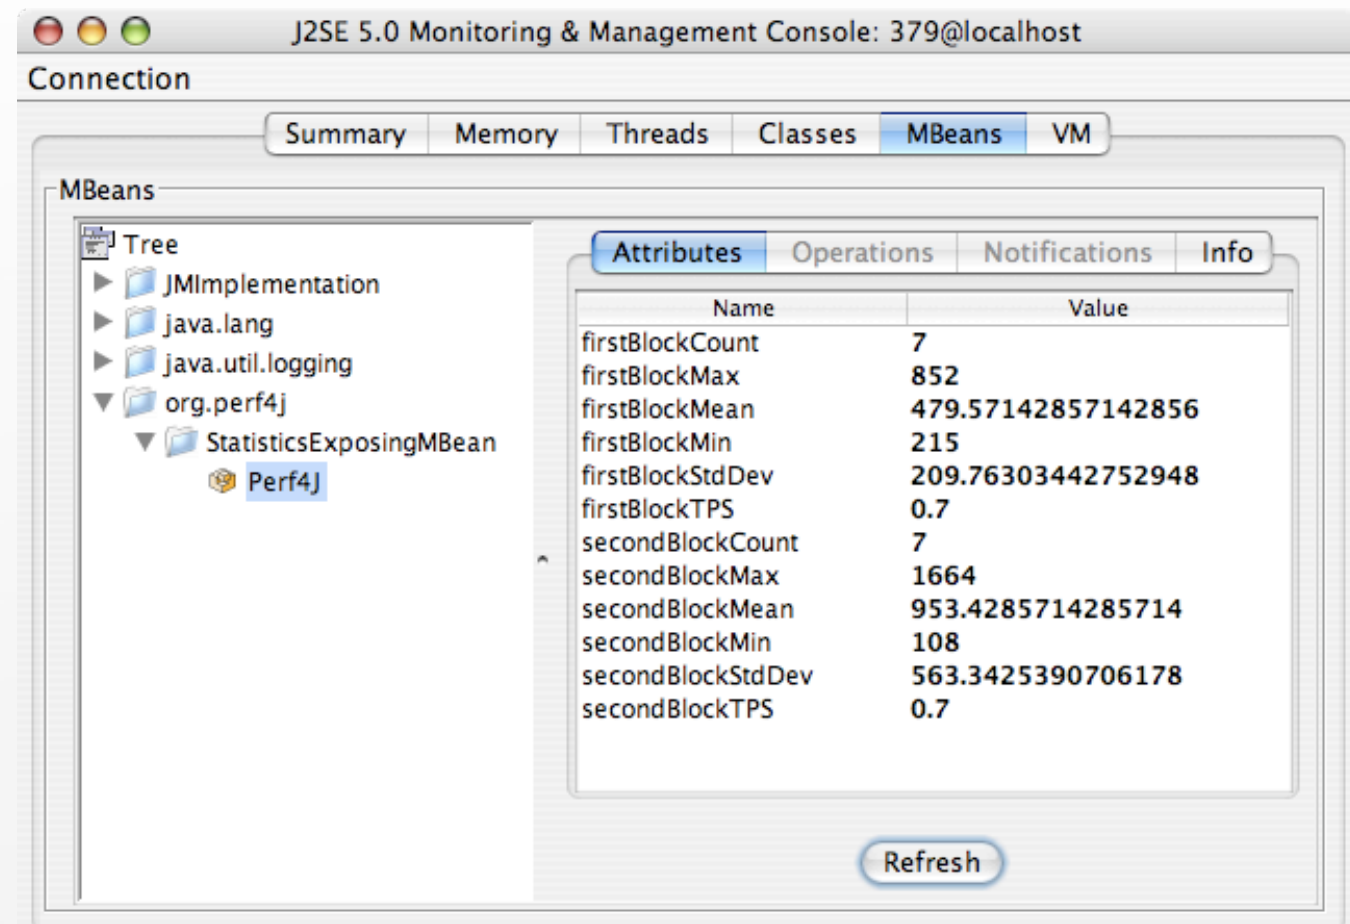 J2SE 5.0 Monitoring & Management Console: 379@localhost
Connection
Summary Memory Threads Classes MBeans VM
MBeans
Tree
JMImplementation
java.lang
java.util.logging
org.perf4j
StatisticsExposingMBean
Perf4J
Attributes Operations Notifications Info
Name Value
firstBlockCount 7
firstBlockMax 852
firstBlockMean 479.57142857142856
firstBlockMin 215
firstBlockStdDev 209.76303442752948
firstBlockTPS 0.7
secondBlockCount 7
secondBlockMax 1664
secondBlockMean 953.4285714285714
secondBlockMin 108
secondBlockStdDev 563.3425390706178
secondBlockTPS 0.7
Refresh